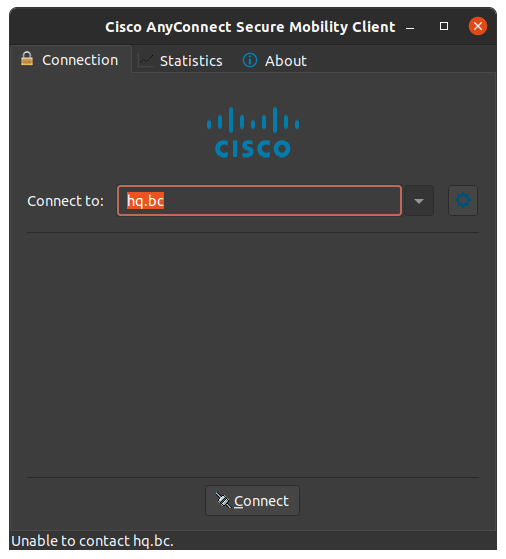 Cisco AnyConnect Secure Mobility Client
Connection Statistics About
CISCO
Connect to: hq.bc
Connect
Unable to contact hq.bc.